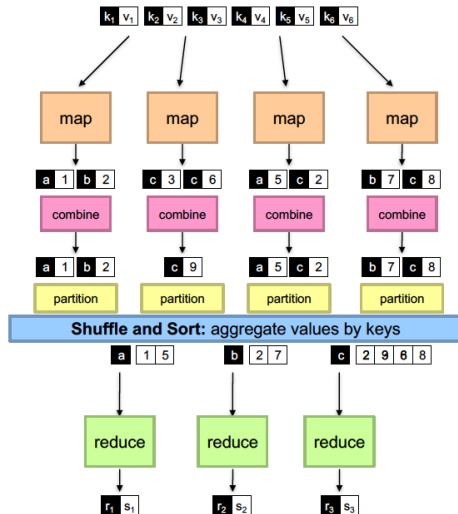 k1 v1 k2 v2 k3 v3 k4 v4 k5 v5 k6 v6
map map map map
a 1 b 2 c 3 c 6 a 5 c 2 b 7 c 8
combine combine combine combine
a 1 b 2 c 9 a 5 c 2 b 7 c 8
partition partition partition partition
Shuffle and Sort: aggregate values by keys
a 1 5 b 2 7 c 2 9 6 8
reduce reduce reduce
r1 s1 r2 s2 r3 s3